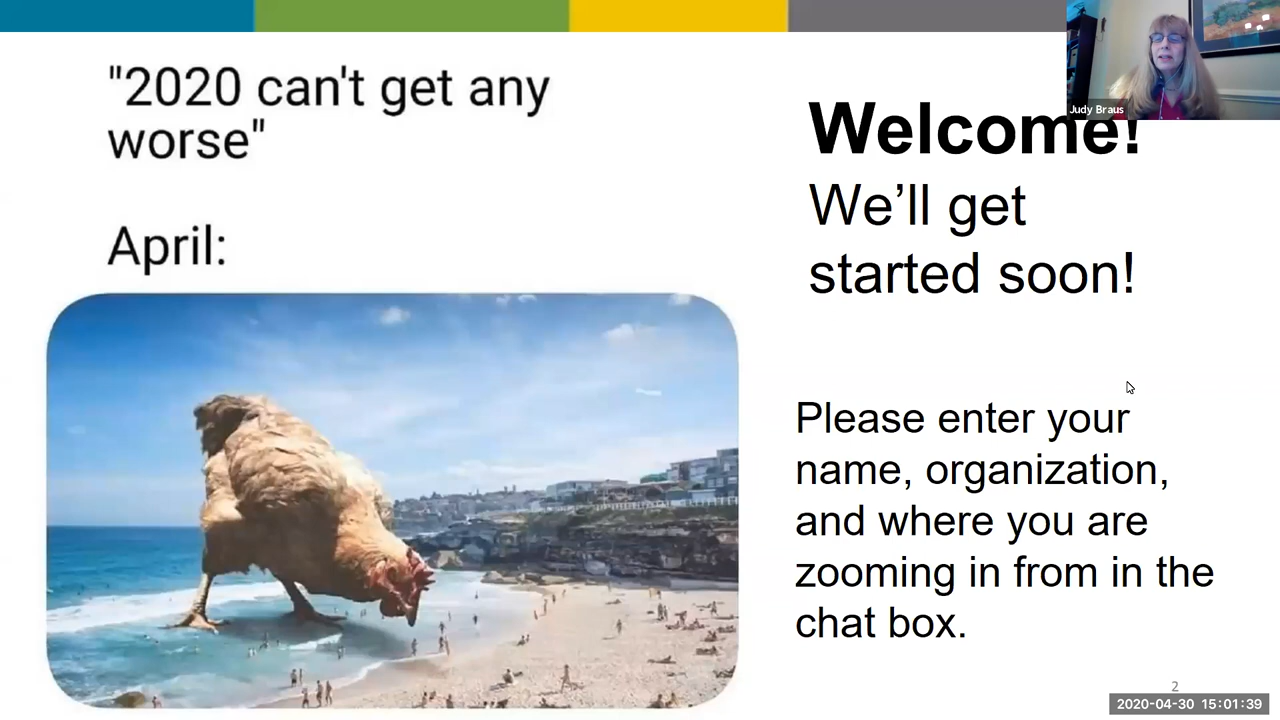 "2020 can't get any
worse"
April:
Welcome!
We’ll get
started soon!
Please enter your
name, organization,
and where you are
zooming in from in the
chat box.
Judy Braus
2
2020-04-30 15:01:39